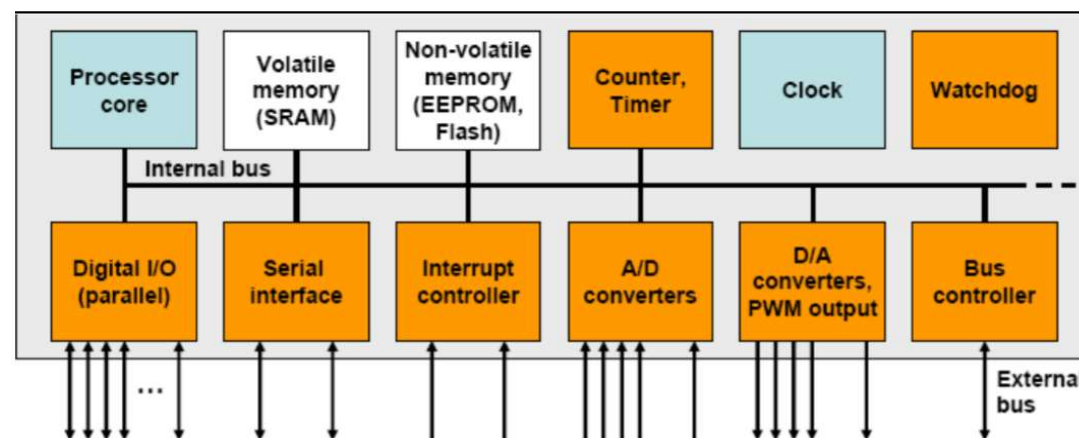 Processor
core
Volatile
memory
(SRAM)
Non-volatile
memory
(EEPROM,
Flash)
Counter,
Timer
Clock
Watchdog
Internal bus
Digital I/O
(parallel)
Serial
interface
Interrupt
controller
A/D
converters
D/A
converters,
PWM output
Bus
controller
...
External
bus